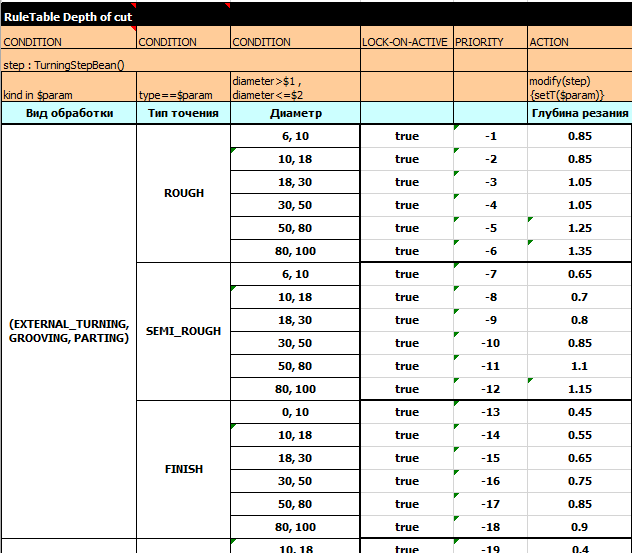 RuleTable Depth of cut
CONDITION CONDITION CONDITION LOCK-ON-ACTIVE PRIORITY ACTION
step : TurningStepBean()
kind in $param type==$param diameter>$1 , diameter<=$2 modify(step) {setT($param)}
Вид обработки Тип точения Диаметр Глубина резания
(EXTERNAL_TURNING, GROOVING, PARTING)
ROUGH
6, 10 true -1 0.85
10, 18 true -2 0.85
18, 30 true -3 1.05
30, 50 true -4 1.05
50, 80 true -5 1.25
80, 100 true -6 1.35
SEMI_ROUGH
6, 10 true -7 0.65
10, 18 true -8 0.7
18, 30 true -9 0.8
30, 50 true -10 0.85
50, 80 true -11 1.1
80, 100 true -12 1.15
FINISH
0, 10 true -13 0.45
10, 18 true -14 0.55
18, 30 true -15 0.65
30, 50 true -16 0.75
50, 80 true -17 0.85
80, 100 true -18 0.9
10, 18 true -19 0.4